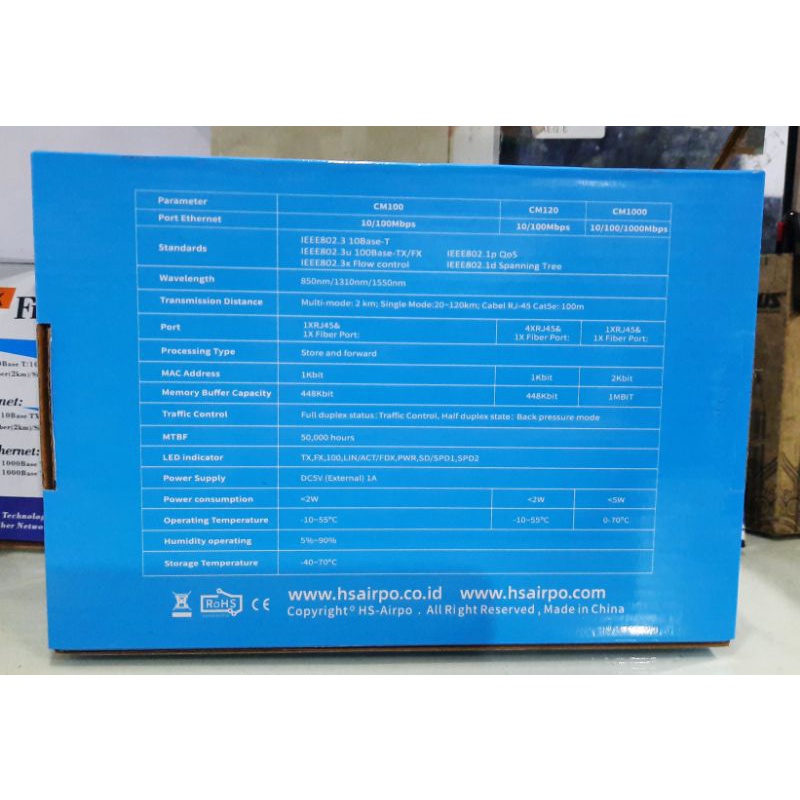 Parameter CM100 CM120 CM1000
Port Ethernet 10/100Mbps 10/100Mbps 10/100/1000Mbps
Standards
IEEE802.3 10Base-T
IEEE802.3u 100Base-TX/FX IEEE802.1p QoS
IEEE802.3x Flow control IEEE802.1d Spanning Tree
Wavelength 850nm/1310nm/1550nm
Transmission Distance Multi-mode: 2 km; Single Mode:20~120km; Cabel RJ-45 Cat5e: 100m
Port 1XRJ45& 4XRJ45& 1XRJ45&
1X Fiber Port: 1X Fiber Port: 1X Fiber Port:
Processing Type Store and forward
MAC Address 1Kbit 1Kbit 2Kbit
Memory Buffer Capacity 448Kbit 448Kbit 1MBIT
Traffic Control Full duplex status: Traffic Control, Half duplex state: Back pressure mode
MTBF 50,000 hours
LED indicator TX,FX,100,LIN/ACT/FDX,PWR,SD/SPD1,SPD2
Power Supply DC5V (External) 1A
Power consumption <2W <2W <5W
Operating Temperature -10~55°C -10~55°C 0-70°C
Humidity operating 5%~90%
Storage Temperature -40~70°C
RoHS CE
www.hsairpo.co.id www.hsairpo.com
Copyright® HS-Airpo . All Right Reserved , Made in China